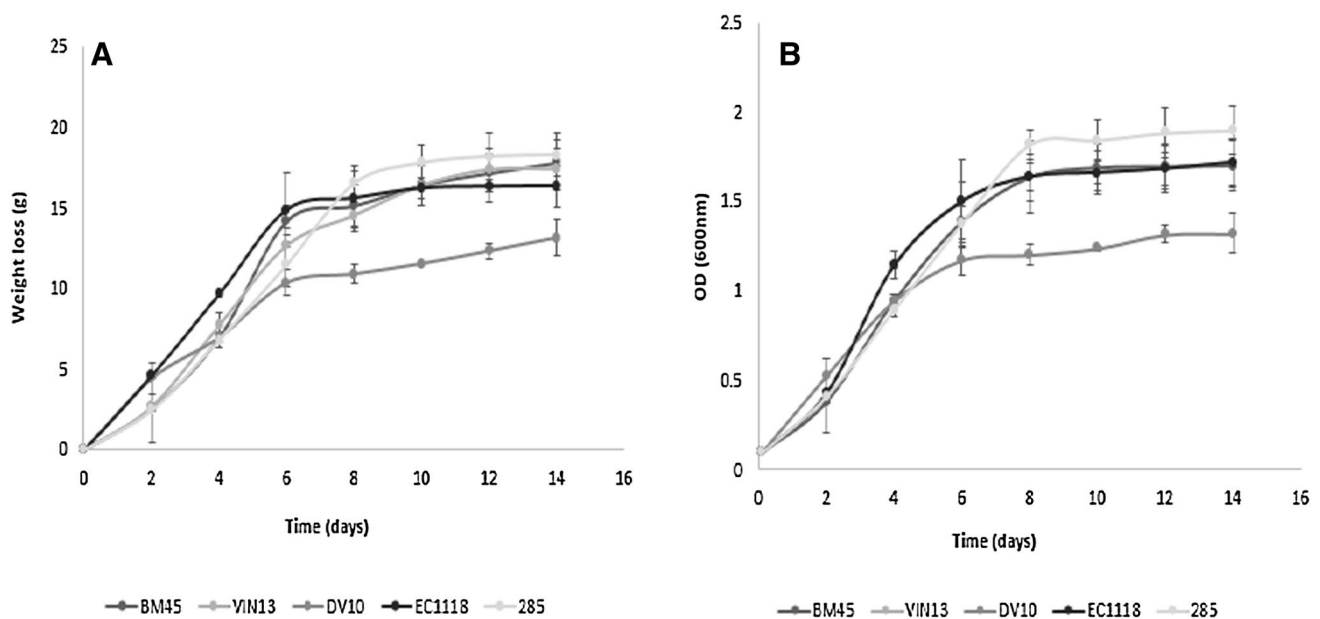 A
25
20
15
10
5
0
Weight loss (g)
0 2 4 6 8 10 12 14 16
Time (days)
BM45 VIN13 DV10 EC1118 285
B
2.5
2
1.5
1
0.5
0
OD (600nm)
0 2 4 6 8 10 12 14 16
Time (days)
BM45 VIN13 DV10 EC1118 285